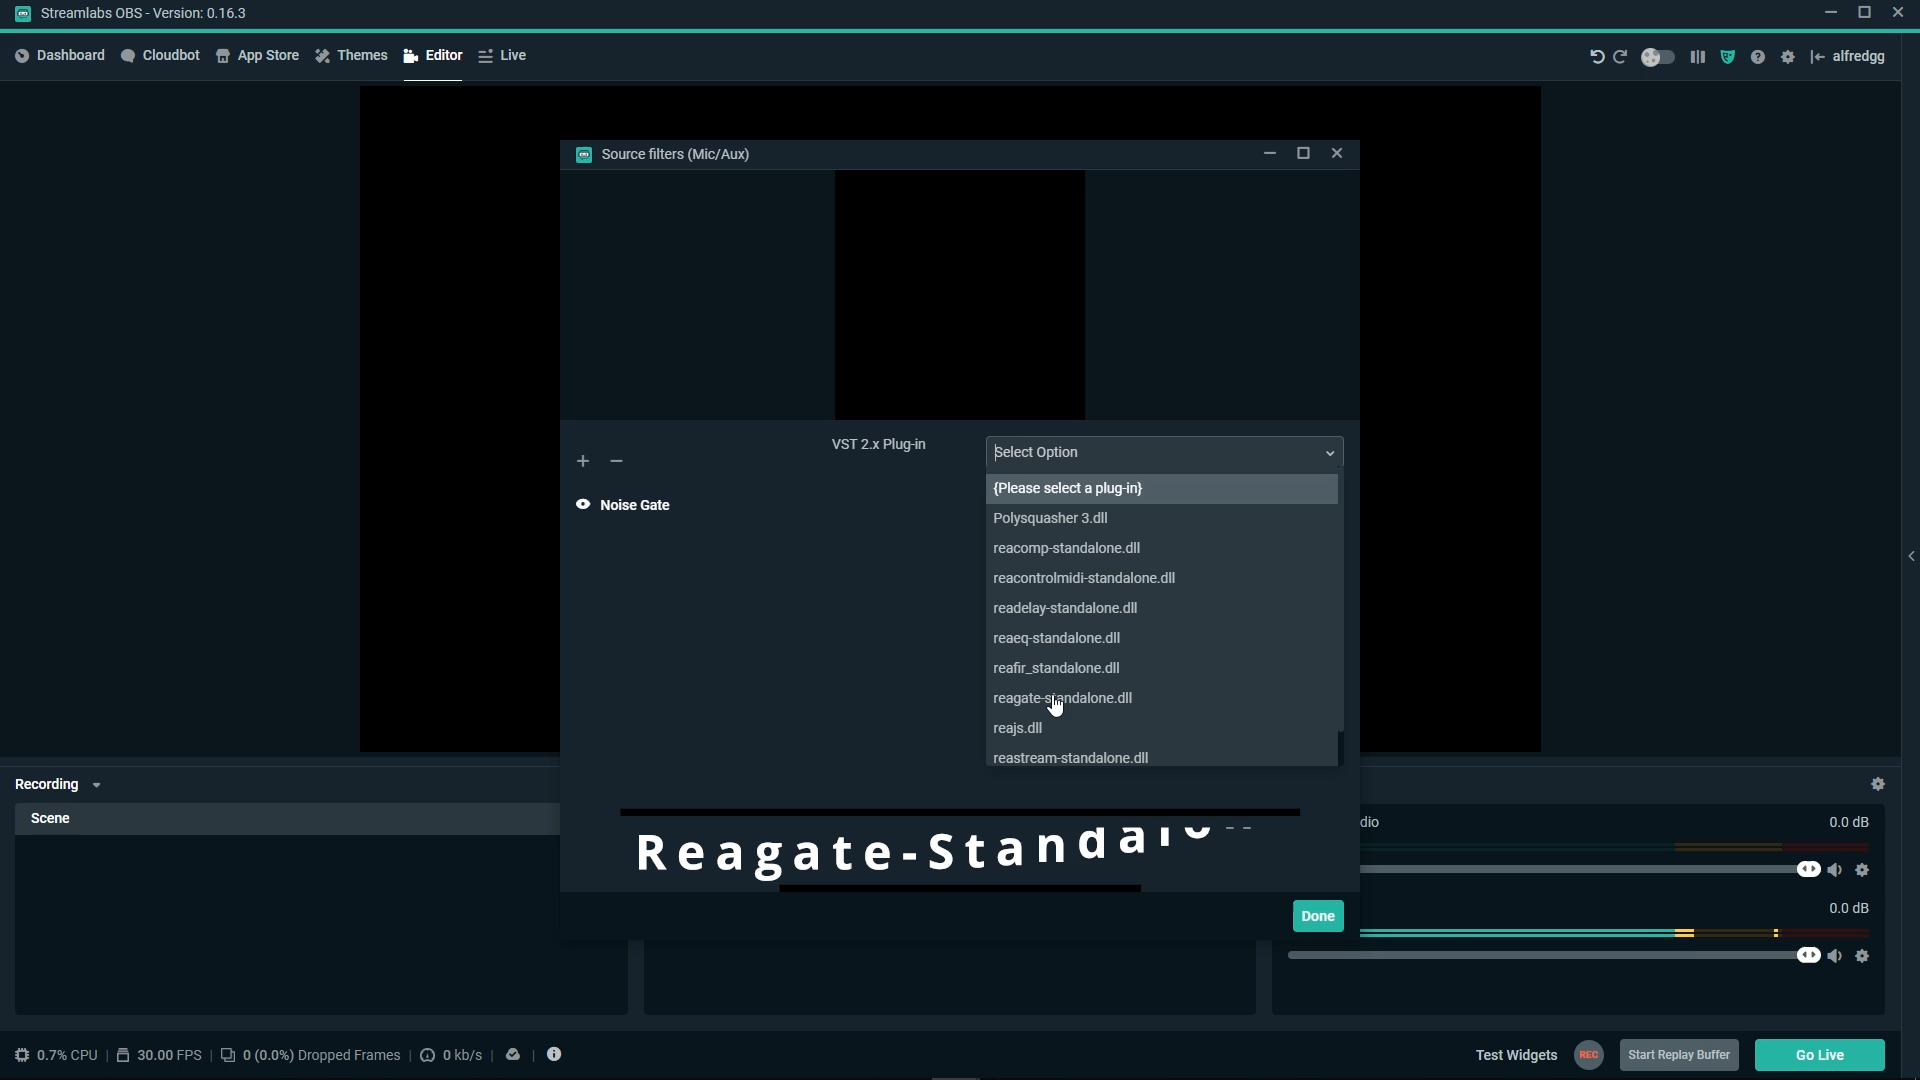 Streamlabs OBS - Version: 0.16.3
Dashboard
Cloudbot
App Store
Themes
Editor
Live
alfredgg
Source filters (Mic/Aux)
VST 2.x Plug-in
Select Option
{Please select a plug-in}
Polysquasher 3.dll
reacomp-standalone.dll
reacontrolmidi-standalone.dll
readelay-standalone.dll
reaeq-standalone.dll
reafir_standalone.dll
reagate-standalone.dll
reajs.dll
reastream-standalone.dll
Noise Gate
Reagate-Standalo
Done
Recording
Scene
dio
0.0 dB
0.0 dB
0.7% CPU
30.00 FPS
0 (0.0%) Dropped Frames
0 kb/s
Test Widgets
REC
Start Replay Buffer
Go Live